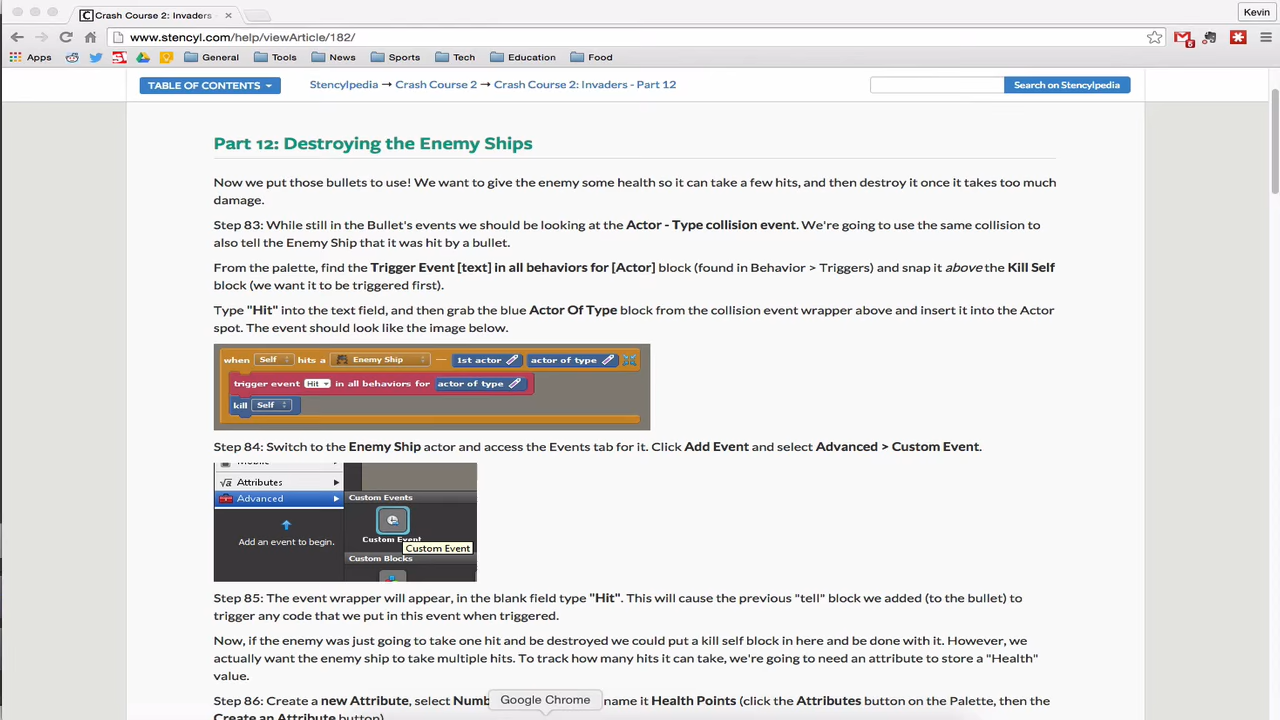 Crash Course 2: Invaders
Kevin
www.stencyl.com/help/viewArticle/182/
6
Apps General Tools News Sports Tech Education Food
TABLE OF CONTENTS
Stencylpedia → Crash Course 2 → Crash Course 2: Invaders - Part 12
Search on Stencylpedia
Part 12: Destroying the Enemy Ships
Now we put those bullets to use! We want to give the enemy some health so it can take a few hits, and then destroy it once it takes too much
damage.
Step 83: While still in the Bullet's events we should be looking at the Actor - Type collision event. We're going to use the same collision to
also tell the Enemy Ship that it was hit by a bullet.
From the palette, find the Trigger Event [text] in all behaviors for [Actor] block (found in Behavior > Triggers) and snap it above the Kill Self
block (we want it to be triggered first).
Type "Hit" into the text field, and then grab the blue Actor Of Type block from the collision event wrapper above and insert it into the Actor
spot. The event should look like the image below.
when Self hits a Enemy Ship — 1st actor actor of type
trigger event Hit in all behaviors for actor of type
kill Self
Step 84: Switch to the Enemy Ship actor and access the Events tab for it. Click Add Event and select Advanced > Custom Event.
√a Attributes
Advanced
Custom Events
Add an event to begin.
Custom Event
Custom Event
Custom Blocks
Step 85: The event wrapper will appear, in the blank field type "Hit". This will cause the previous "tell" block we added (to the bullet) to
trigger any code that we put in this event when triggered.
Now, if the enemy was just going to take one hit and be destroyed we could put a kill self block in here and be done with it. However, we
actually want the enemy ship to take multiple hits. To track how many hits it can take, we're going to need an attribute to store a "Health"
value.
Step 86: Create a new Attribute, select Numb name it Health Points (click the Attributes button on the Palette, then the
Google Chrome
Create an Attribute button).